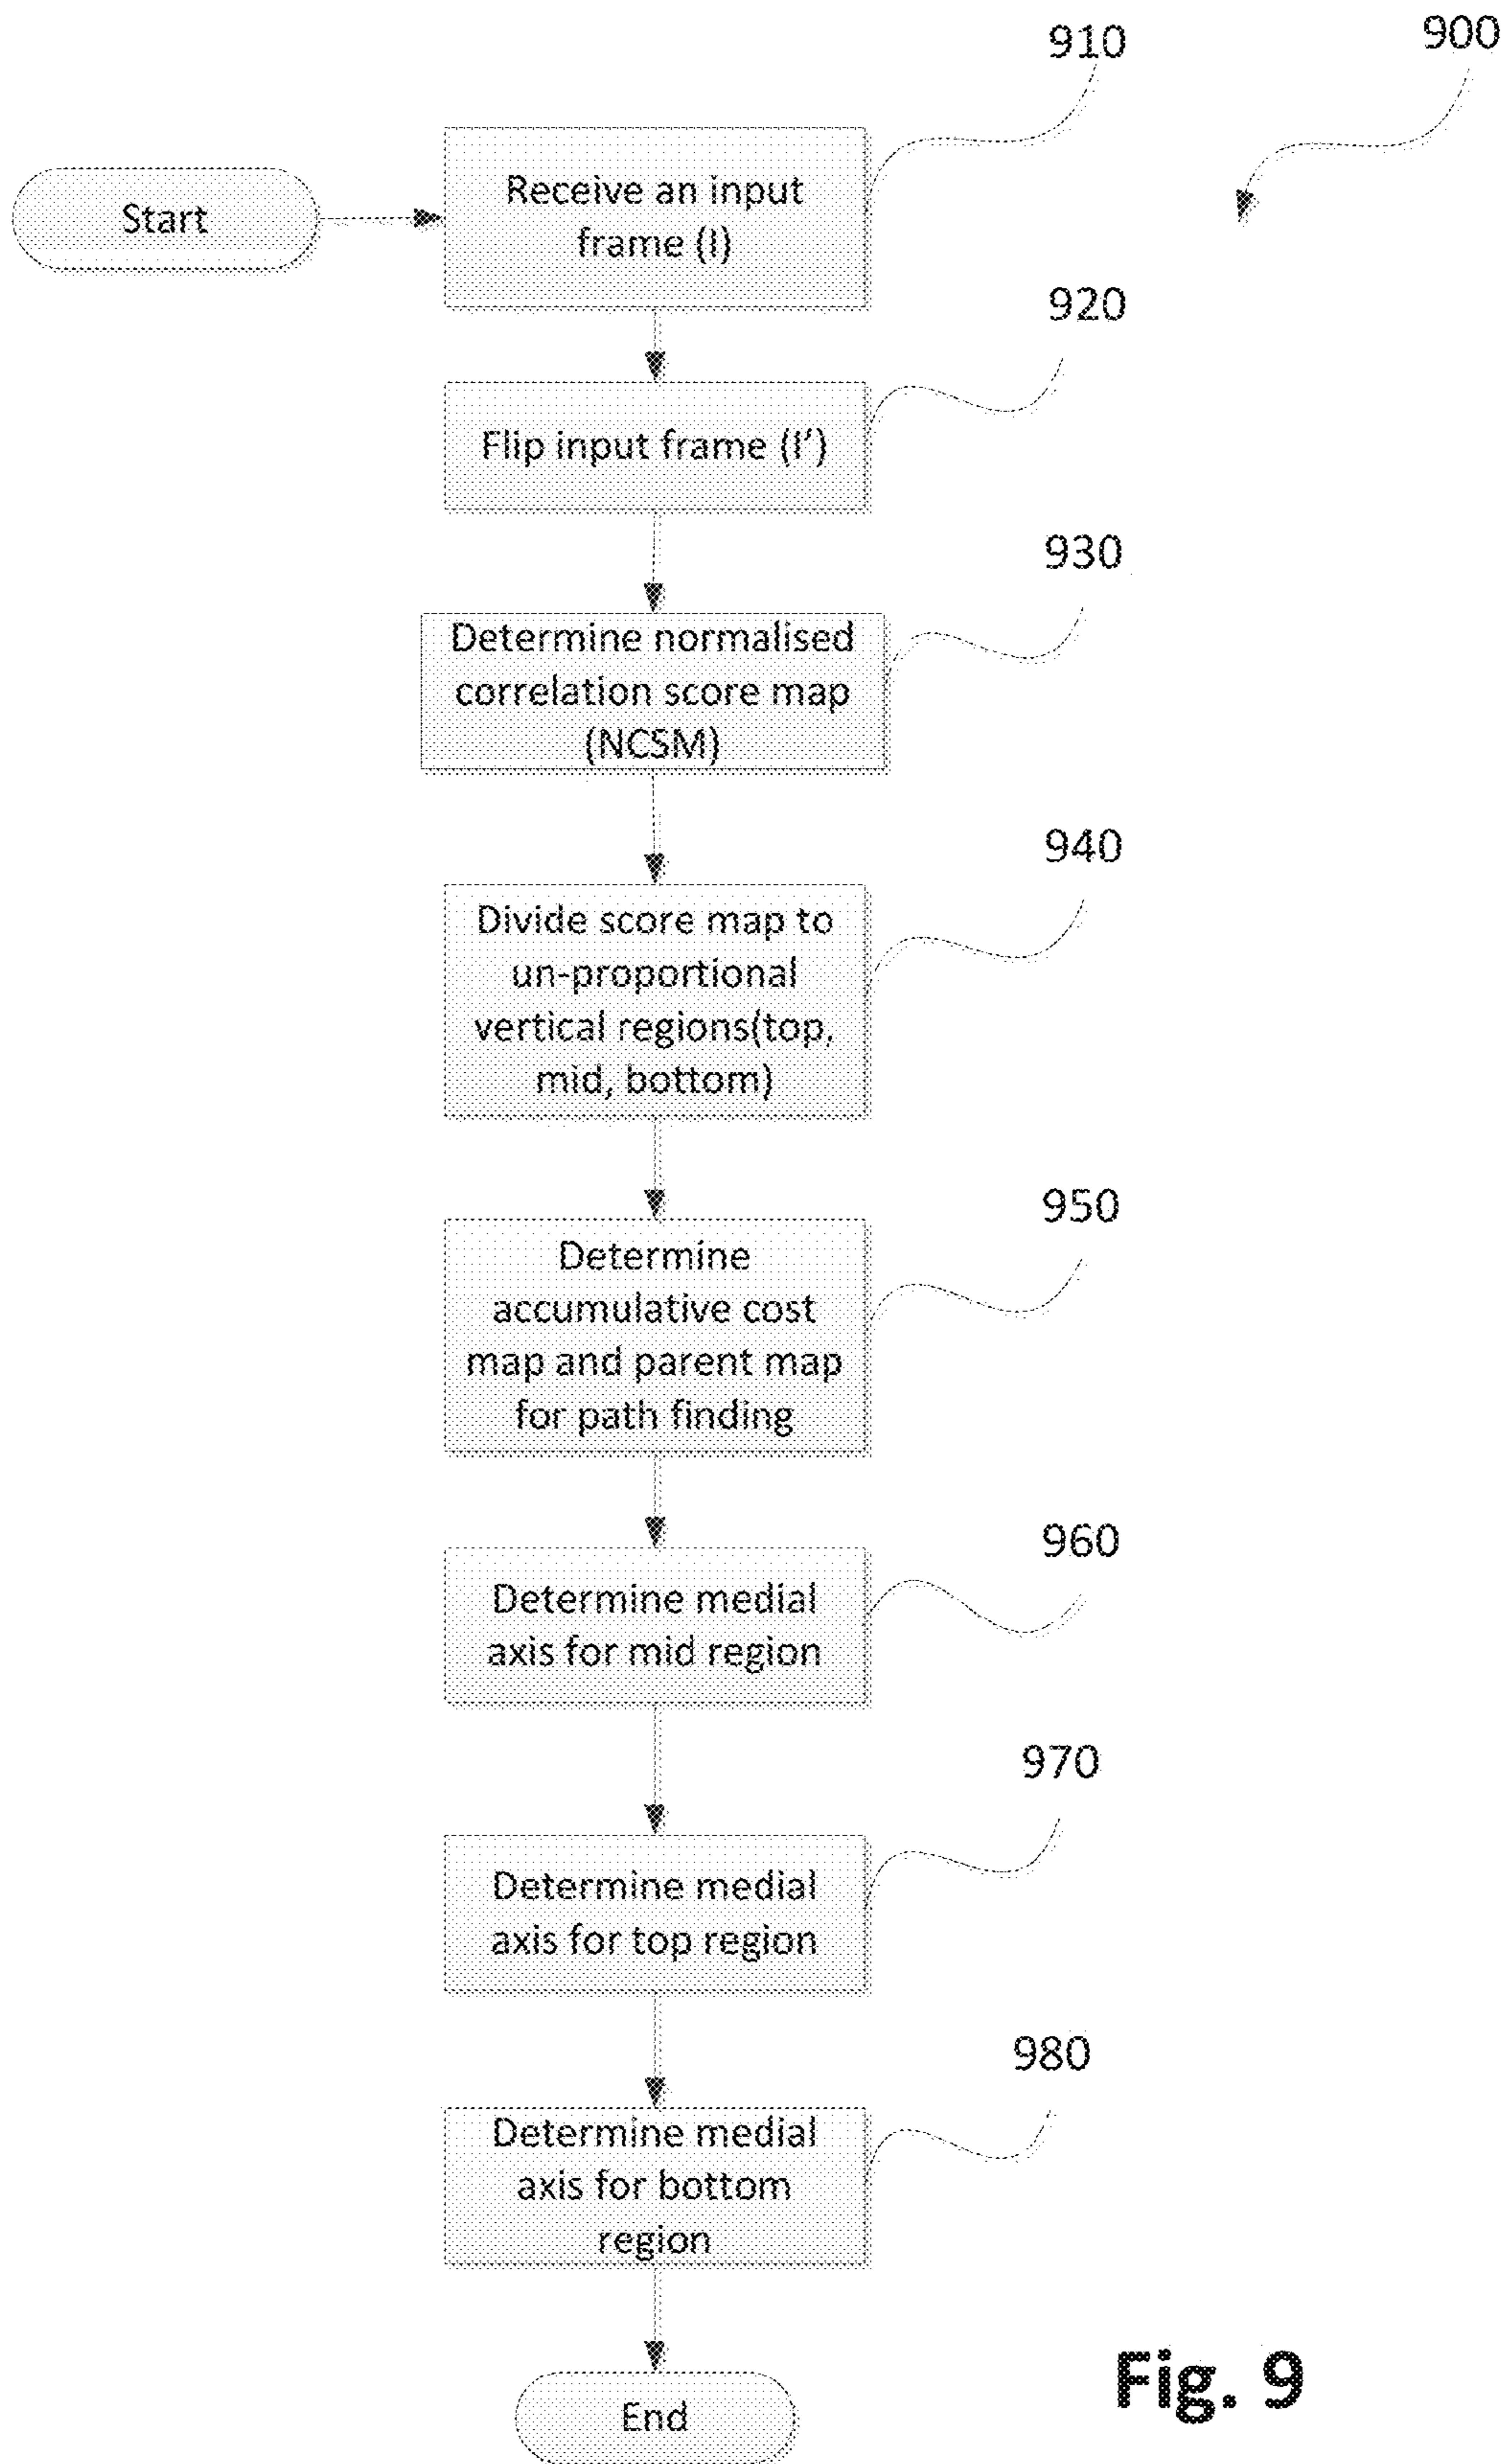 900
910
Start
Receive an input
frame (I)
920
Flip input frame (I')
930
Determine normalised
correlation score map
(NCSM)
940
Divide score map to
un-proportional
vertical regions(top,
mid, bottom)
950
Determine
accumulative cost
map and parent map
for path finding
960
Determine medial
axis for mid region
970
Determine medial
axis for top region
980
Determine medial
axis for bottom
region
End
Fig. 9